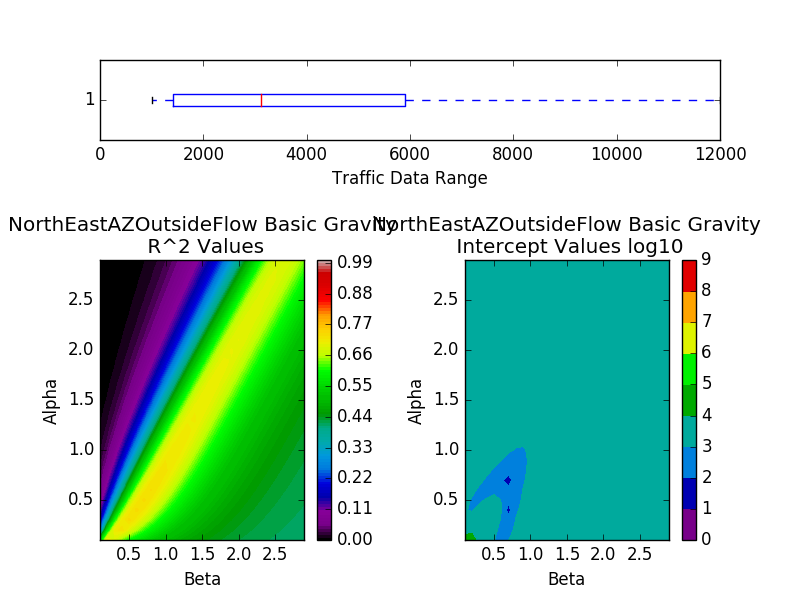 1
0 2000 4000 6000 8000 10000 12000
Traffic Data Range
NorthEastAZOutsideFlow Basic Gravity
R^2 Values
2.5
2.0
1.5
1.0
0.5
Alpha
0.5 1.0 1.5 2.0 2.5
Beta
0.99
0.88
0.77
0.66
0.55
0.44
0.33
0.22
0.11
0.00
NorthEastAZOutsideFlow Basic Gravity
Intercept Values log10
2.5
2.0
1.5
1.0
0.5
Alpha
0.5 1.0 1.5 2.0 2.5
Beta
9
8
7
6
5
4
3
2
1
0